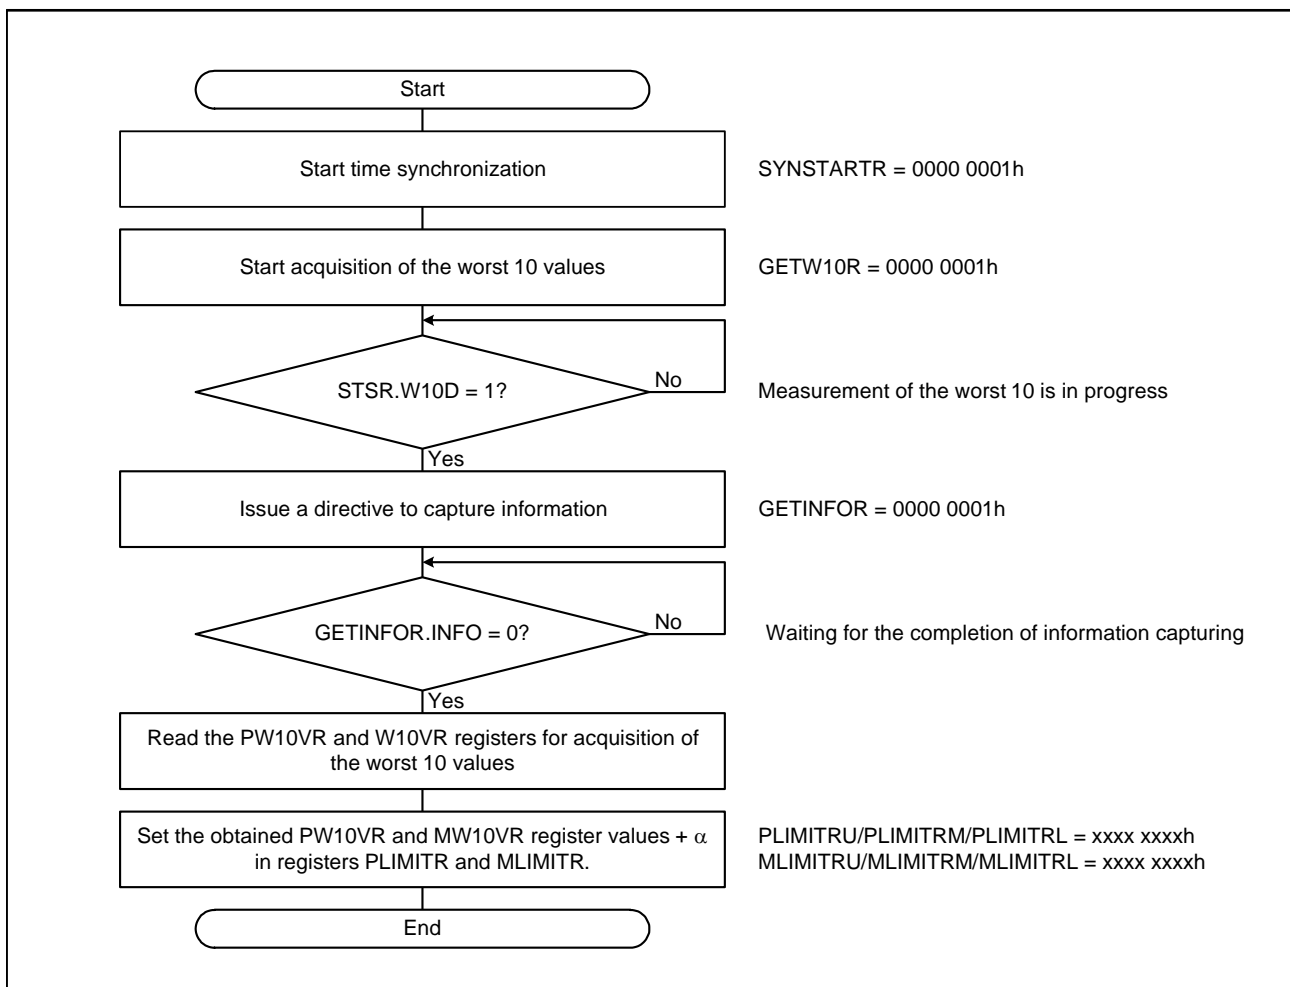 Start
Start time synchronization
SYNSTARTR = 0000 0001h
Start acquisition of the worst 10 values
GETW10R = 0000 0001h
STSR.W10D = 1?
No
Measurement of the worst 10 is in progress
Yes
Issue a directive to capture information
GETINFOR = 0000 0001h
GETINFOR.INFO = 0?
No
Waiting for the completion of information capturing
Yes
Read the PW10VR and W10VR registers for acquisition of
the worst 10 values
Set the obtained PW10VR and MW10VR register values + α
in registers PLIMITR and MLIMITR.
PLIMITRU/PLIMITRM/PLIMITRL = xxxx xxxxh
MLIMITRU/MLIMITRM/MLIMITRL = xxxx xxxxh
End